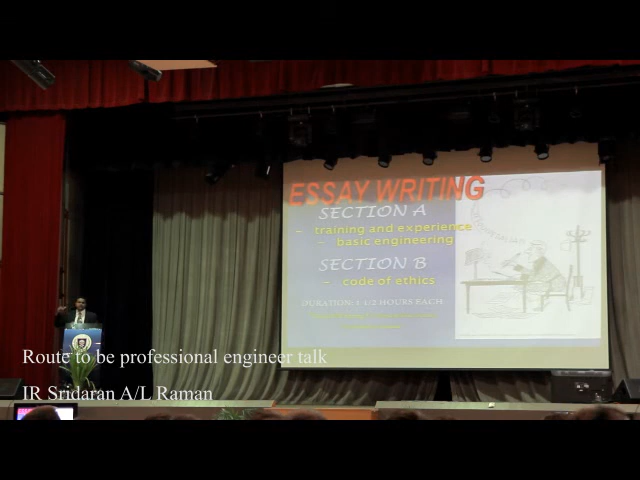 ESSAY WRITING
SECTION A
- training and experience
- basic engineering
SECTION B
- code of ethics
DURATION: 1 1/2 HOURS EACH
Route to be professional engineer talk
IR Sridaran A/L Raman